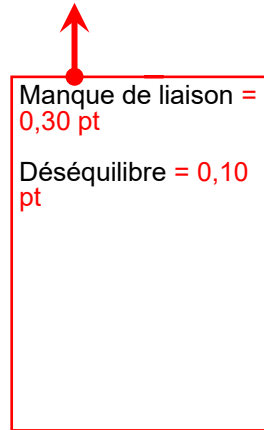 Manque de liaison =
0,30 pt
Déséquilibre = 0,10
pt